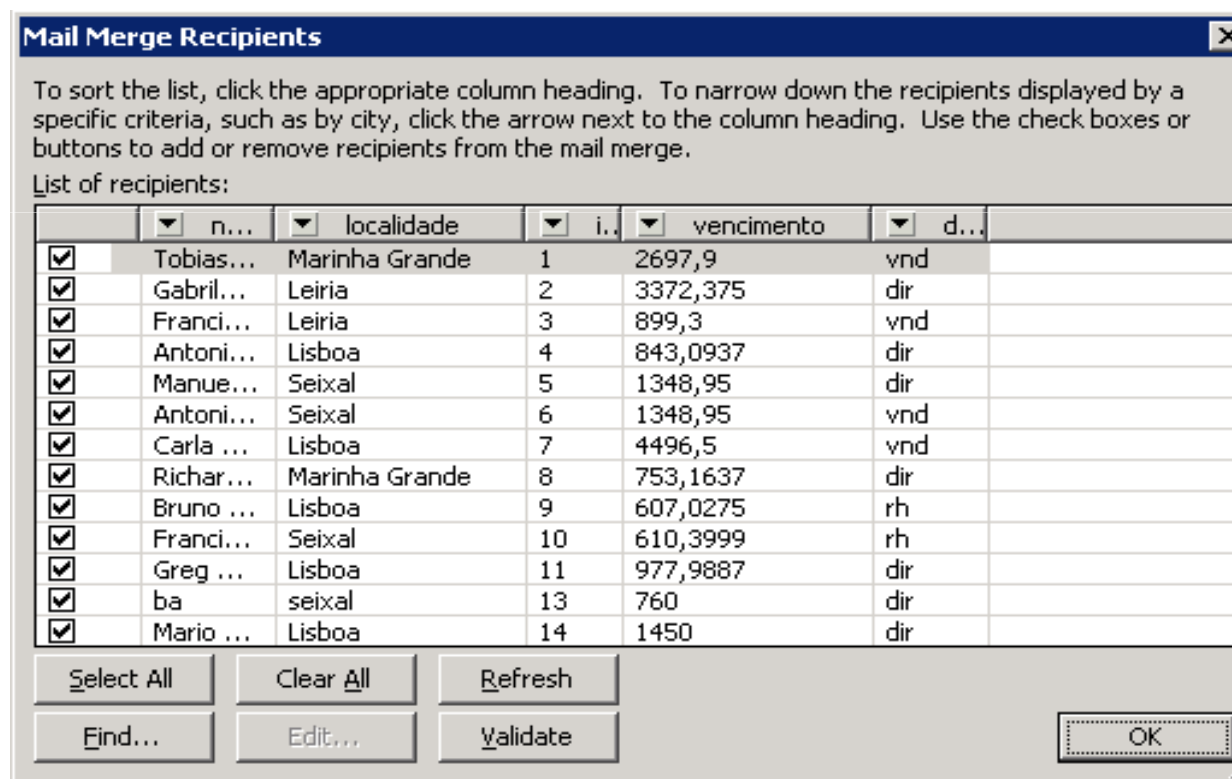 Mail Merge Recipients
To sort the list, click the appropriate column heading. To narrow down the recipients displayed by a
specific criteria, such as by city, click the arrow next to the column heading. Use the check boxes or
buttons to add or remove recipients from the mail merge.
List of recipients:
n... localidade i.. vencimento d...
Tobias... Marinha Grande 1 2697,9 vnd
Gabril... Leiria 2 3372,375 dir
Franci... Leiria 3 899,3 vnd
Antoni... Lisboa 4 843,0937 dir
Manue... Seixal 5 1348,95 dir
Antoni... Seixal 6 1348,95 vnd
Carla ... Lisboa 7 4496,5 vnd
Richar... Marinha Grande 8 753,1637 dir
Bruno ... Lisboa 9 607,0275 rh
Franci... Seixal 10 610,3999 rh
Greg ... Lisboa 11 977,9887 dir
ba seixal 13 760 dir
Mario ... Lisboa 14 1450 dir
Select All Clear All Refresh
Find... Edit... Validate OK